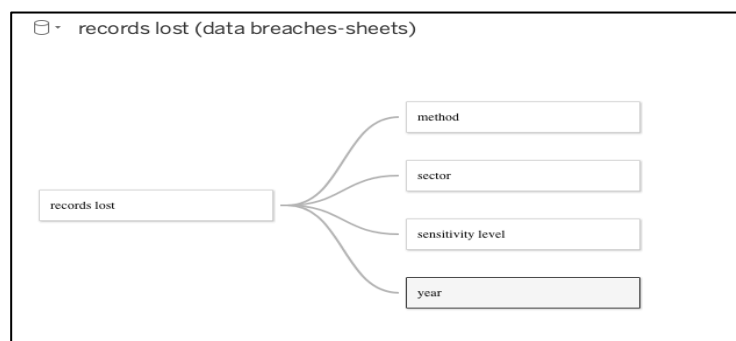 records lost (data breaches-sheets)
method
sector
records lost
sensitivity level
year